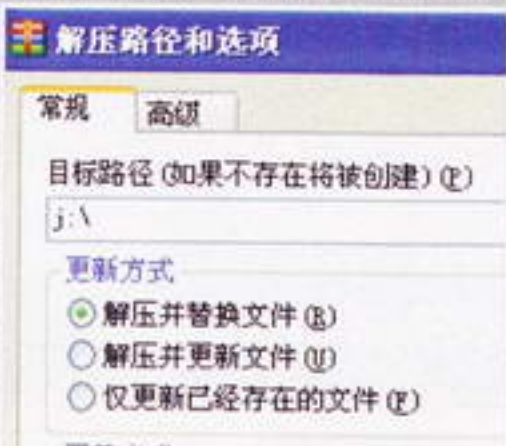 解压路径和选项
常规 高级
目标路径(如果不存在将被创建)(P)
j:\
更新方式
解压并替换文件(R)
解压并更新文件(U)
仅更新已经存在的文件(F)